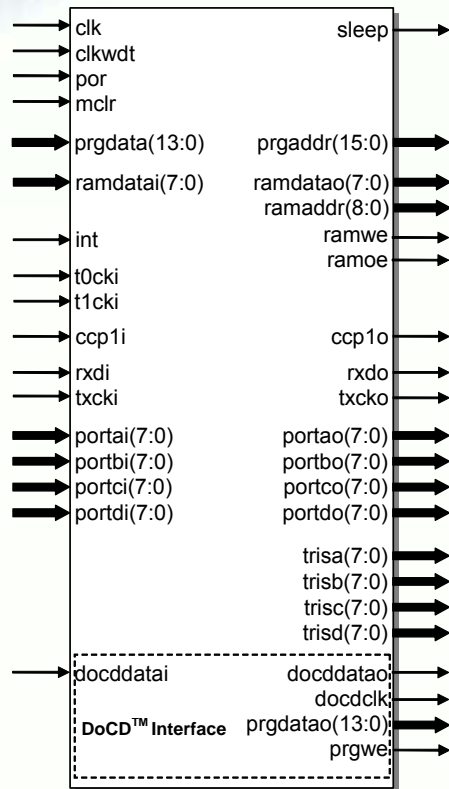 clk sleep
clkwdt
por
mclr
prgdata(13:0) prgaddr(15:0)
ramdatai(7:0) ramdatao(7:0)
ramaddr(8:0)
int ramwe
ramoe
t0cki
t1cki
ccp1i ccp1o
rxdi rxdo
txcki txcko
portai(7:0) portao(7:0)
portbi(7:0) portbo(7:0)
portci(7:0) portco(7:0)
portdi(7:0) portdo(7:0)
trisa(7:0)
trisb(7:0)
trisc(7:0)
trisd(7:0)
docddatai docddatao
docdclk
DoCD™ Interface prgdatao(13:0)
prgwe